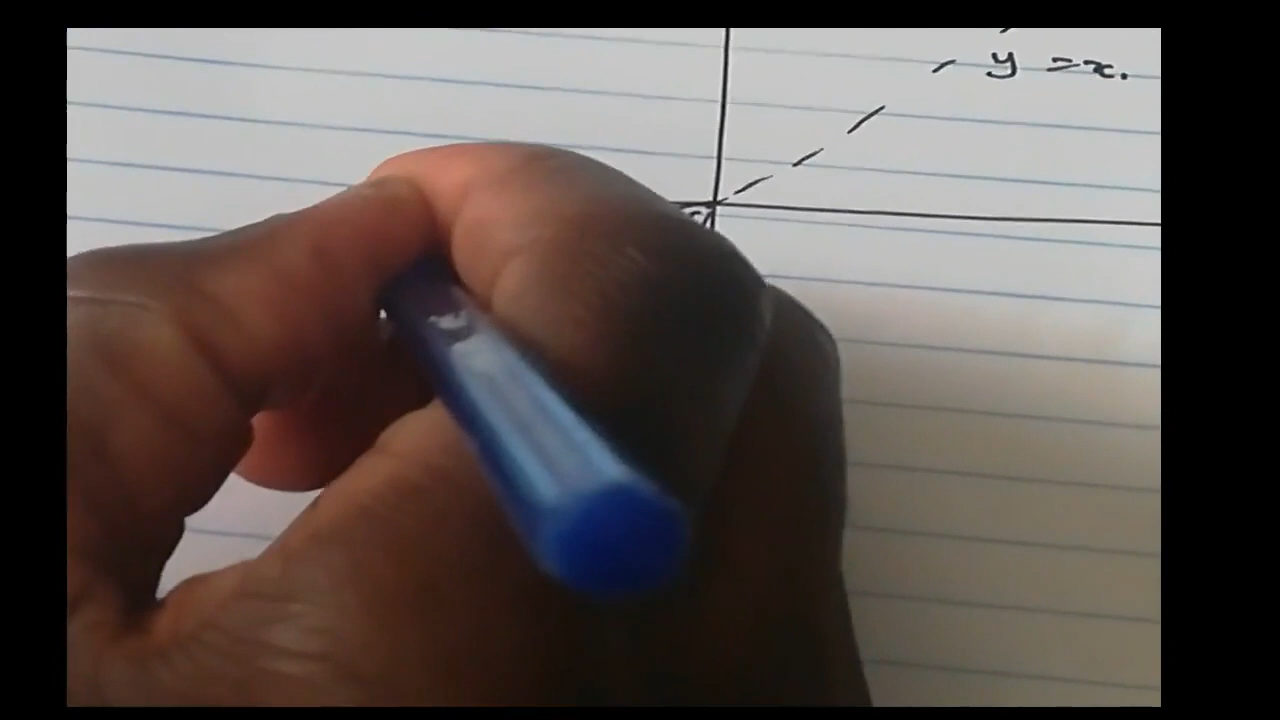 y = x.